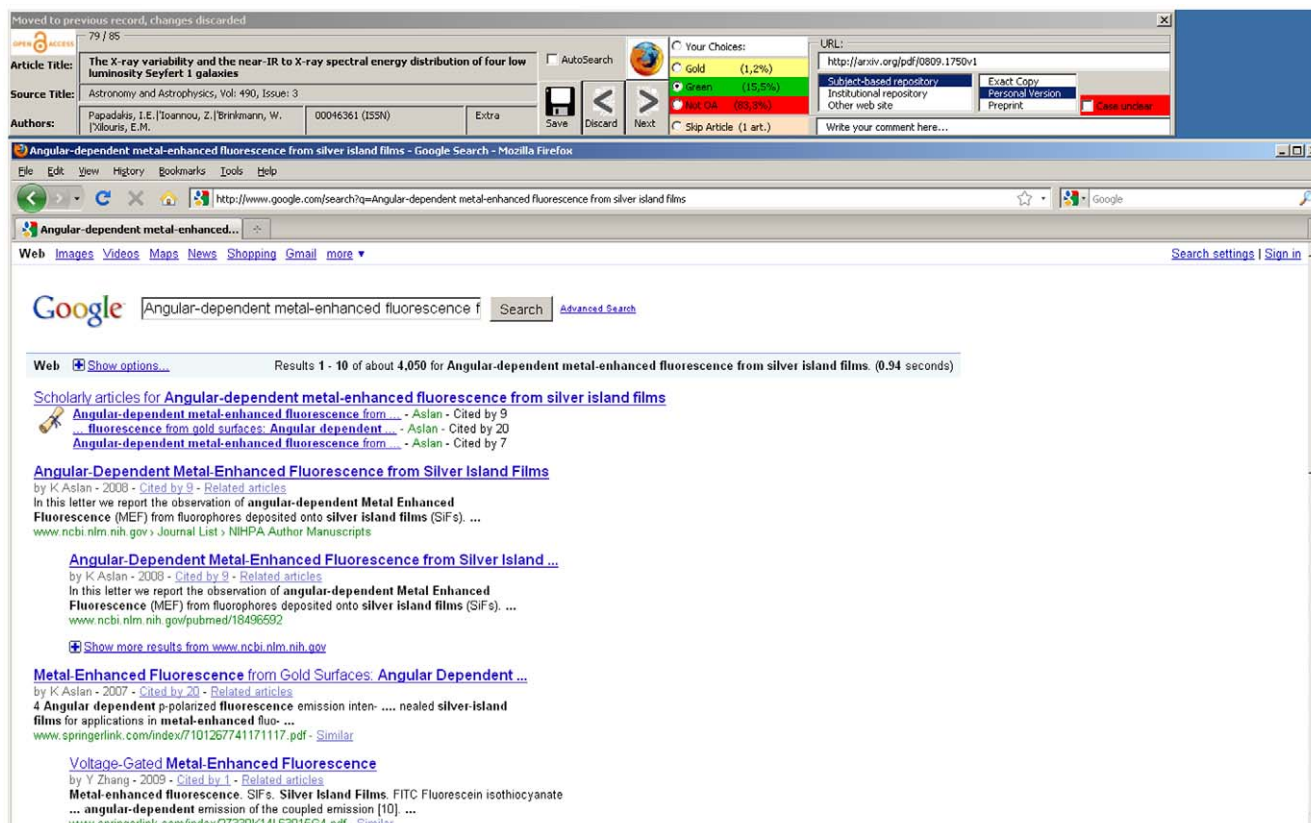 Moved to previous record, changes discarded
OPEN ACCESS
79 / 85
Article Title:
The X-ray variability and the near-IR to X-ray spectral energy distribution of four low
luminosity Seyfert 1 galaxies
Source Title:
Astronomy and Astrophysics, Vol: 490, Issue: 3
Authors:
Papadakis, I.E.|'Ioannou, Z.|'Brinkmann, W.
|'Xilouris, E.M.
00046361 (ISSN)
Extra
AutoSearch
Save
Discard
Next
Your Choices:
Gold (1,2%)
Green (15,5%)
Not OA (83,3%)
Skip Article (1 art.)
URL:
http://arxiv.org/pdf/0809.1750v1
Subject-based repository
Institutional repository
Other web site
Exact Copy
Personal Version
Preprint
Case unclear
Write your comment here...
Angular-dependent metal-enhanced fluorescence from silver island films - Google Search - Mozilla Firefox
File Edit View History Bookmarks Tools Help
http://www.google.com/search?q=Angular-dependent metal-enhanced fluorescence from silver island films
Google
Angular-dependent metal-enhanced...
Web Images Videos Maps News Shopping Gmail more ▼
Search settings | Sign in
Google
Angular-dependent metal-enhanced fluorescence f
Search
Advanced Search
Web Show options...
Results 1 - 10 of about 4,050 for Angular-dependent metal-enhanced fluorescence from silver island films. (0.94 seconds)
Scholarly articles for Angular-dependent metal-enhanced fluorescence from silver island films
Angular-dependent metal-enhanced fluorescence from ... - Aslan - Cited by 9
... fluorescence from gold surfaces: Angular dependent ... - Aslan - Cited by 20
Angular-dependent metal-enhanced fluorescence from ... - Aslan - Cited by 7
Angular-Dependent Metal-Enhanced Fluorescence from Silver Island Films
by K Aslan - 2008 - Cited by 9 - Related articles
In this letter we report the observation of angular-dependent Metal Enhanced
Fluorescence (MEF) from fluorophores deposited onto silver island films (SiFs). ...
www.ncbi.nlm.nih.gov › Journal List › NIHPA Author Manuscripts
Angular-Dependent Metal-Enhanced Fluorescence from Silver Island ...
by K Aslan - 2008 - Cited by 9 - Related articles
In this letter we report the observation of angular-dependent Metal Enhanced
Fluorescence (MEF) from fluorophores deposited onto silver island films (SiFs). ...
www.ncbi.nlm.nih.gov/pubmed/18496592
Show more results from www.ncbi.nlm.nih.gov
Metal-Enhanced Fluorescence from Gold Surfaces: Angular Dependent ...
by K Aslan - 2007 - Cited by 20 - Related articles
4 Angular dependent p-polarized fluorescence emission inten- .... nealed silver-island
films for applications in metal-enhanced fluo- ...
www.springerlink.com/index/7101267741171117.pdf - Similar
Voltage-Gated Metal-Enhanced Fluorescence
by Y Zhang - 2009 - Cited by 1 - Related articles
Metal-enhanced fluorescence. SIFs. Silver Island Films. FITC Fluorescein isothiocyanate
... angular-dependent emission of the coupled emission [10]. ...